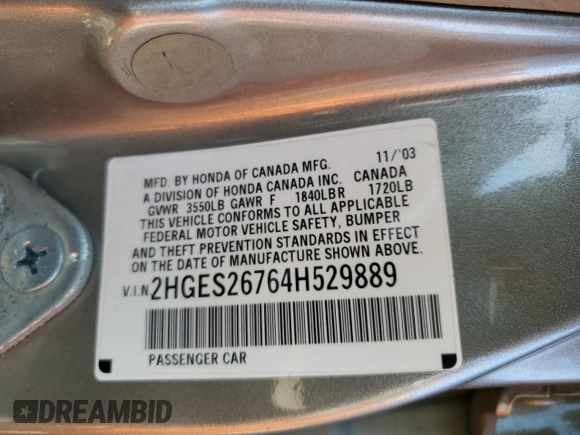 MFD. BY HONDA OF CANADA MFG. 11/'03
A DIVISION OF HONDA CANADA INC. CANADA
GVWR 3550LB GAWR F 1840LBR 1720LB
THIS VEHICLE CONFORMS TO ALL APPLICABLE
FEDERAL MOTOR VEHICLE SAFETY, BUMPER
AND THEFT PREVENTION STANDARDS IN EFFECT
ON THE DATE OF MANUFACTURE SHOWN ABOVE.
V.I.N 2HGES26764H529889
PASSENGER CAR
DREAMBID